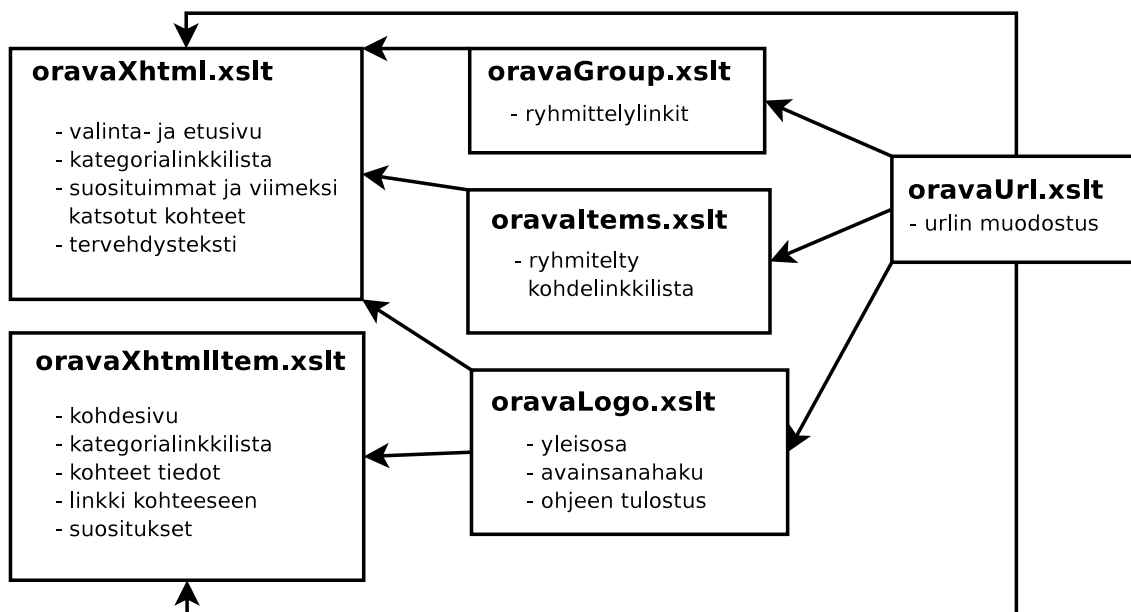 oravaXhtml.xslt
- valinta- ja etusivu
- kategorialinkkilista
- suosituimmat ja viimeksi
katsotut kohteet
- tervehdysteksti
oravaGroup.xslt
- ryhmittelylinkit
oravaItems.xslt
- ryhmitelty
kohdelinkkilista
oravaUrl.xslt
- urlin muodostus
oravaXhtmlItem.xslt
- kohdesivu
- kategorialinkkilista
- kohteet tiedot
- linkki kohteeseen
- suositukset
oravaLogo.xslt
- yleisosa
- avainsanahaku
- ohjeen tulostus